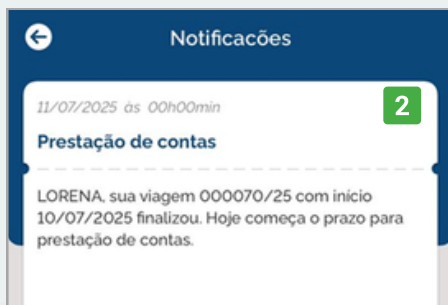 Notificacões
11/07/2025 às 00h00min
2
Prestação de contas
LORENA, sua viagem 000070/25 com início
10/07/2025 finalizou. Hoje começa o prazo para
prestação de contas.